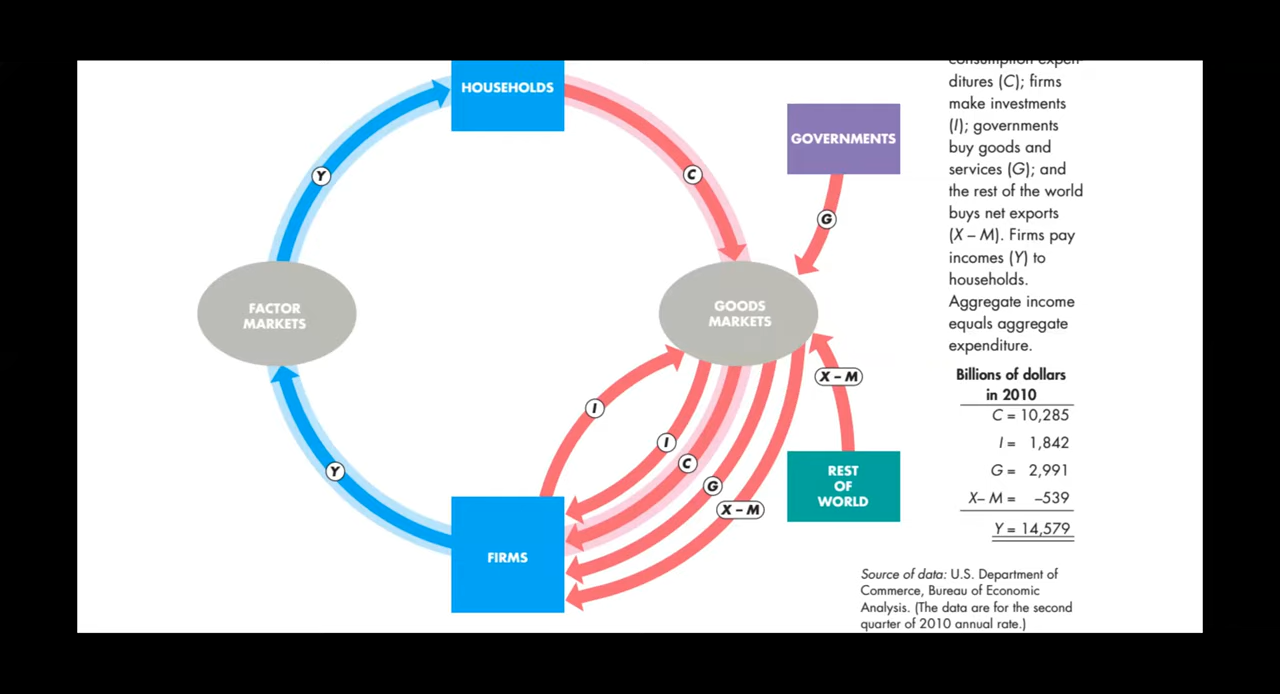 HOUSEHOLDS
GOVERNMENTS
Y
C
G
FACTOR
MARKETS
GOODS
MARKETS
X – M
I
I
C
G
X – M
Y
FIRMS
REST
OF
WORLD
consumption expen-
ditures (C); firms
make investments
(I); governments
buy goods and
services (G); and
the rest of the world
buys net exports
(X – M). Firms pay
incomes (Y) to
households.
Aggregate income
equals aggregate
expenditure.
Billions of dollars
in 2010
C = 10,285
I = 1,842
G = 2,991
X– M = –539
Y = 14,579
Source of data: U.S. Department of
Commerce, Bureau of Economic
Analysis. (The data are for the second
quarter of 2010 annual rate.)